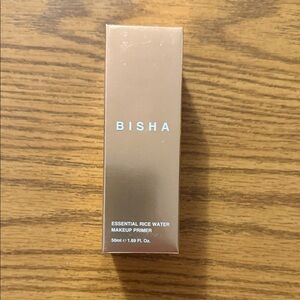 BISHA
ESSENTIAL RICE WATER
MAKEUP PRIMER
50ml e 1.69 Fl. Oz.